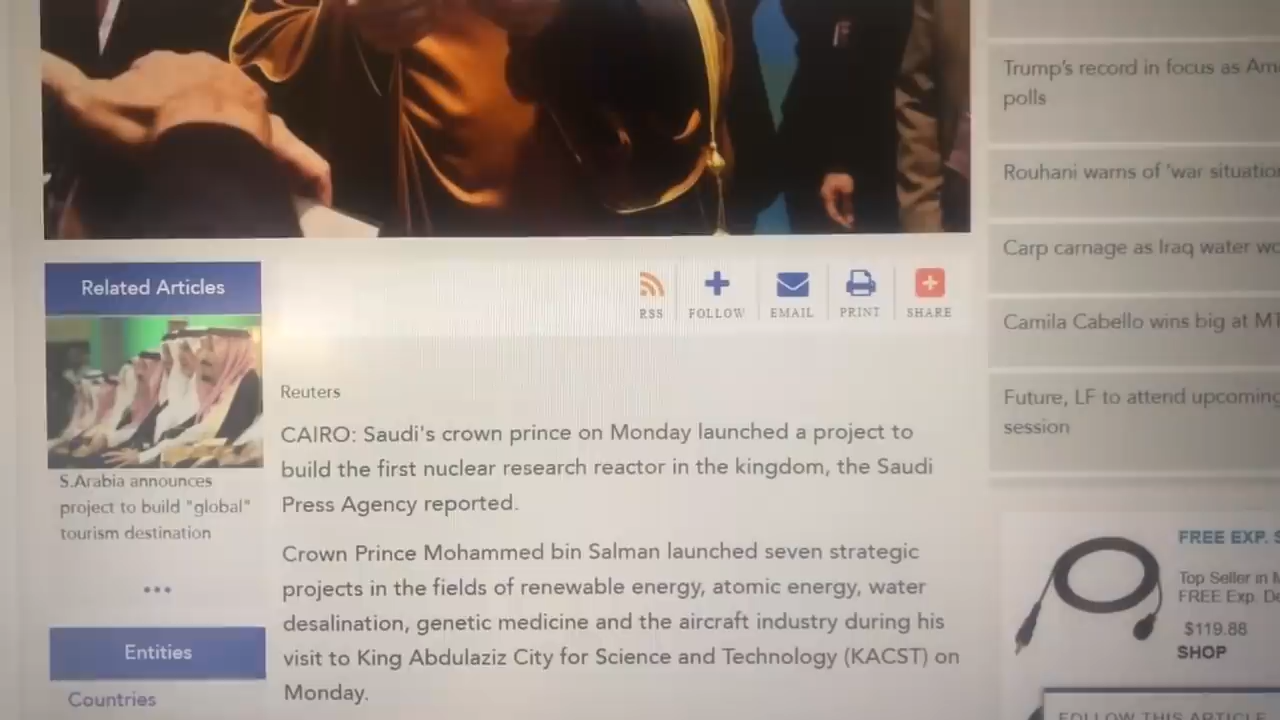 Trump's record in focus as
polls
Rouhani warns of 'war
Carp carnage as Iraq water
Camila Cabello wins big at
Future, LF to attend upcoming
session
Related Articles
RSS
FOLLOW
EMAIL
PRINT
SHARE
S.Arabia announces
project to build "global"
tourism destination
•••
Entities
Countries
Reuters
CAIRO: Saudi's crown prince on Monday launched a project to
build the first nuclear research reactor in the kingdom, the Saudi
Press Agency reported.
Crown Prince Mohammed bin Salman launched seven strategic
projects in the fields of renewable energy, atomic energy, water
desalination, genetic medicine and the aircraft industry during his
visit to King Abdulaziz City for Science and Technology (KACST) on
Monday.
FREE EXP.
Top Seller in
FREE Exp.
$119.88
SHOP
FOLLOW THIS ARTICLE